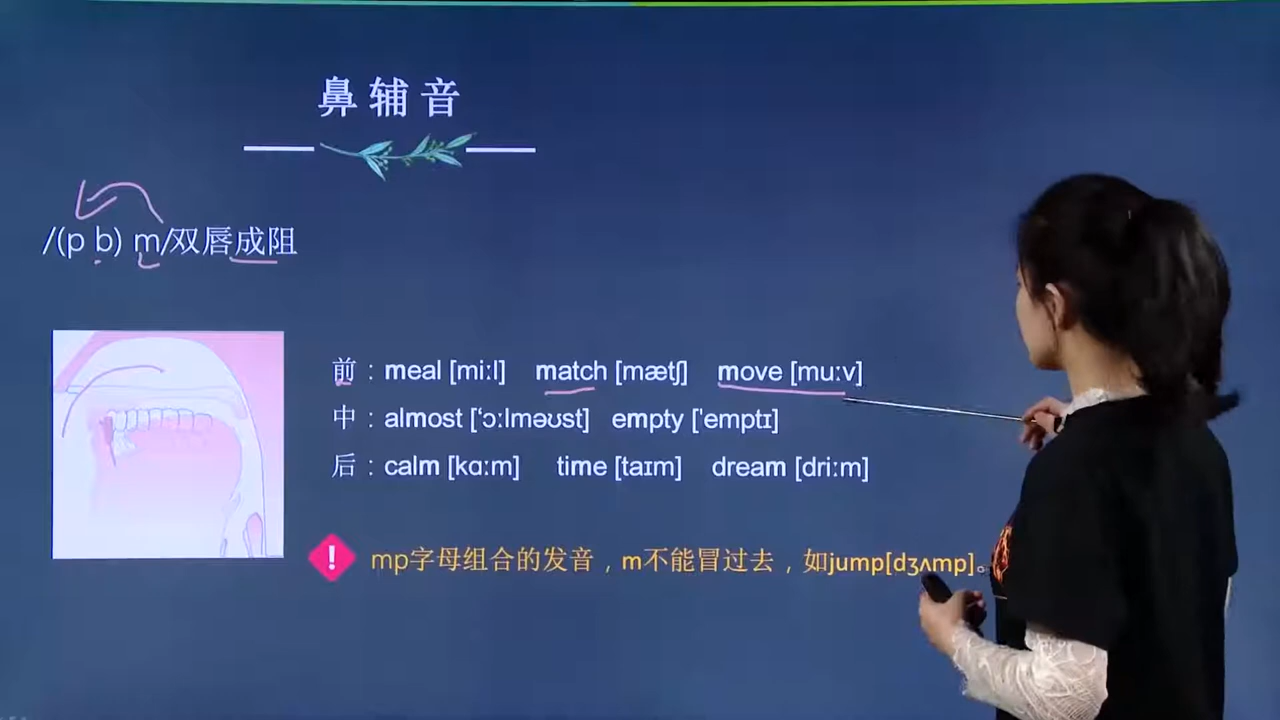 鼻辅音
/(p b) m/双唇成阻
前：meal [mi:l] match [mætʃ] move [mu:v]
中：almost [‘ɔ:lməʊst] empty ['emptɪ]
后：calm [kɑ:m] time [taɪm] dream [dri:m]
!
mp字母组合的发音，m不能冒过去，如jump[dʒʌmp]。